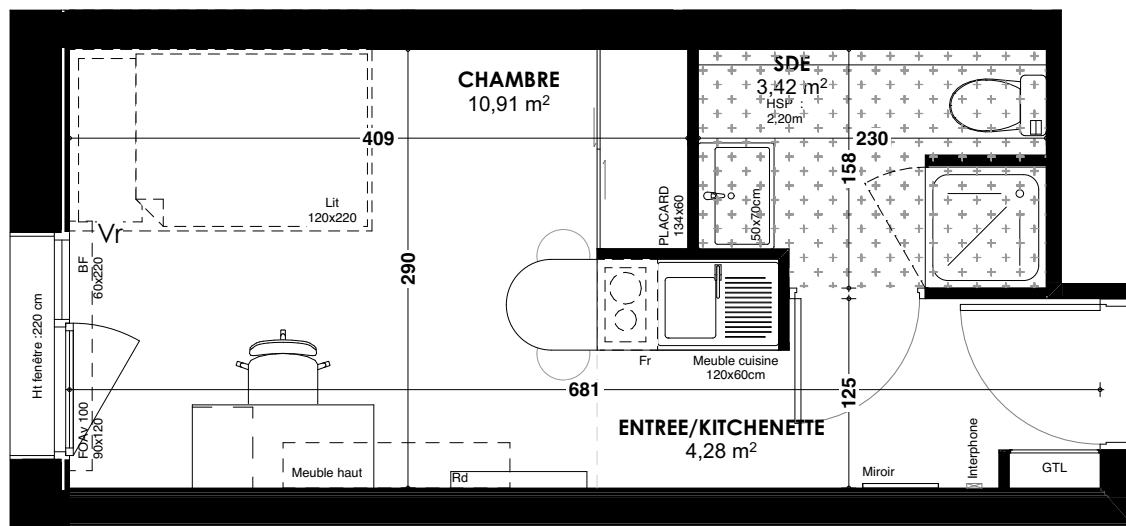 CHAMBRE
10,91 m²
SDE
3,42 m²
HSP :
2,20m
409
230
158
Lit
120x220
PLACARD
134x60
50x70cm
Vr
BF
60x220
290
Ht fenêtre :220 cm
Fr
Meuble cuisine
120x60cm
681
125
FOAv 100
90x120
ENTREE/KITCHENETTE
4,28 m²
Meuble haut
Rd
Miroir
Interphone
GTL